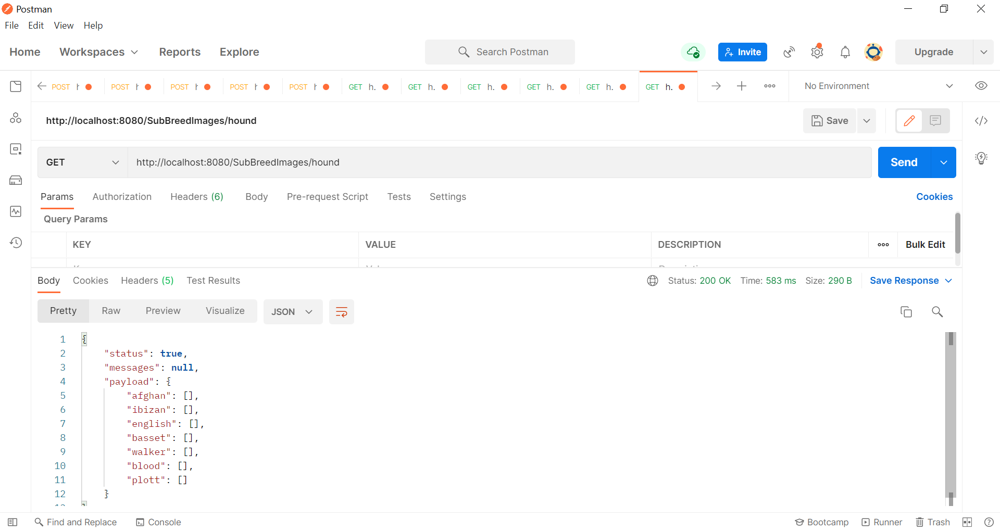 Postman
File Edit View Help
Home Workspaces Reports Explore Search Postman Invite Upgrade
POST POST POST POST POST GET h. GET h. GET h. GET h. GET h. GET h. No Environment
http://localhost:8080/SubBreedImages/hound Save
GET http://localhost:8080/SubBreedImages/hound Send
Params Authorization Headers (6) Body Pre-request Script Tests Settings Cookies
Query Params
KEY VALUE DESCRIPTION Bulk Edit
Body Cookies Headers (5) Test Results Status: 200 OK Time: 583 ms Size: 290 B Save Response
Pretty Raw Preview Visualize JSON
1 {
2 "status": true,
3 "messages": null,
4 "payload": {
5 "afghan": [],
6 "ibizan": [],
7 "english": [],
8 "basset": [],
9 "walker": [],
10 "blood": [],
11 "plott": []
12 }
Find and Replace Console Bootcamp Runner Trash